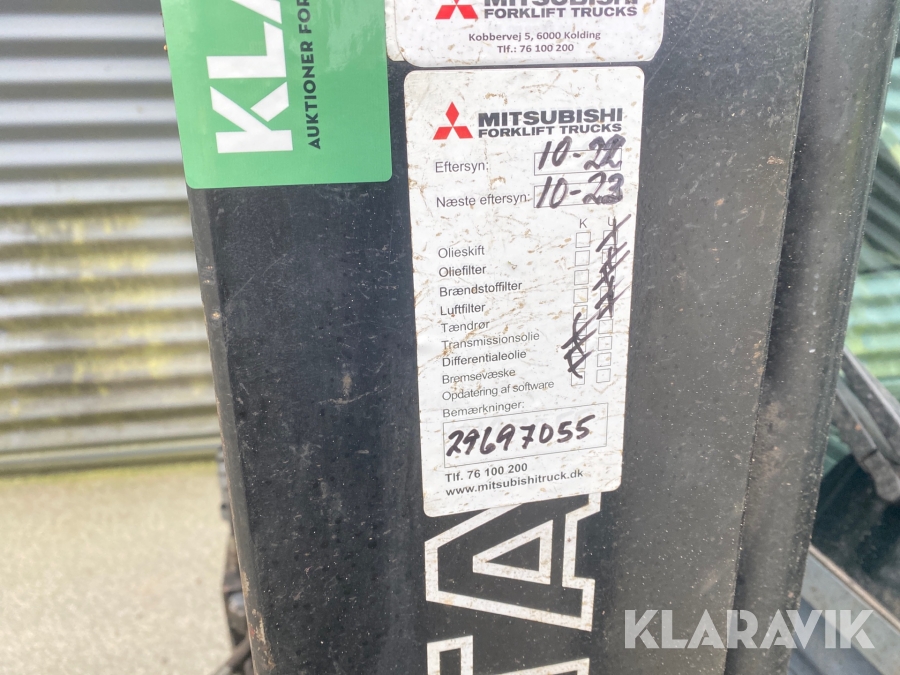 KLA
AUKTIONER FOR
MITSUBISHI
FORKLIFT TRUCKS
Kobbervej 5, 6000 Kolding
Tlf.: 76 100 200
MITSUBISHI
FORKLIFT TRUCKS
Eftersyn: 10-22
Næste eftersyn: 10-23
K U
Olieskift
Oliefilter
Brændstoffilter
Luftfilter
Tændrør
Transmissionsolie
Differentialeolie
Bremsevæske
Opdatering af software
Bemærkninger:
29697055
Tlf. 76 100 200
www.mitsubishitruck.dk
TA
KLARAVIK